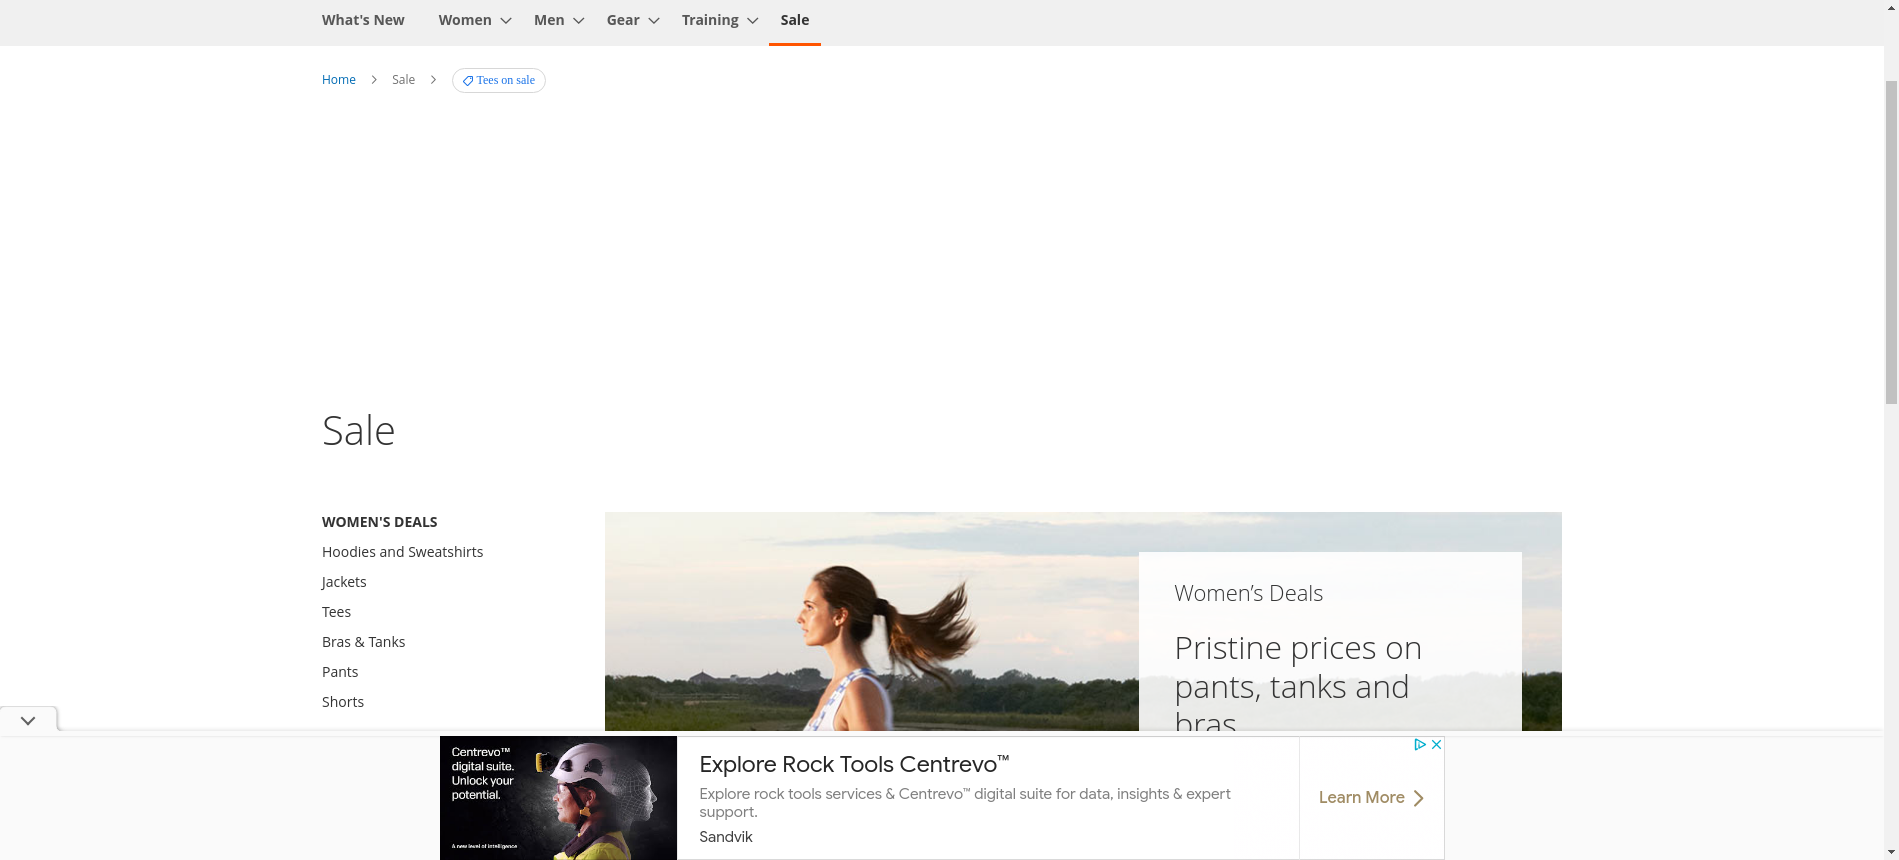 What's New Women Men Gear Training Sale
Home Sale Tees on sale
Sale
WOMEN'S DEALS
Hoodies and Sweatshirts
Jackets
Tees
Bras & Tanks
Pants
Shorts
Women's Deals
Pristine prices on
pants, tanks and
bras
Centrevo™
digital suite.
Unlock your
potential.
A new level of intelligence
Explore Rock Tools Centrevo™
Explore rock tools services & Centrevo™ digital suite for data, insights & expert
support.
Sandvik
Learn More